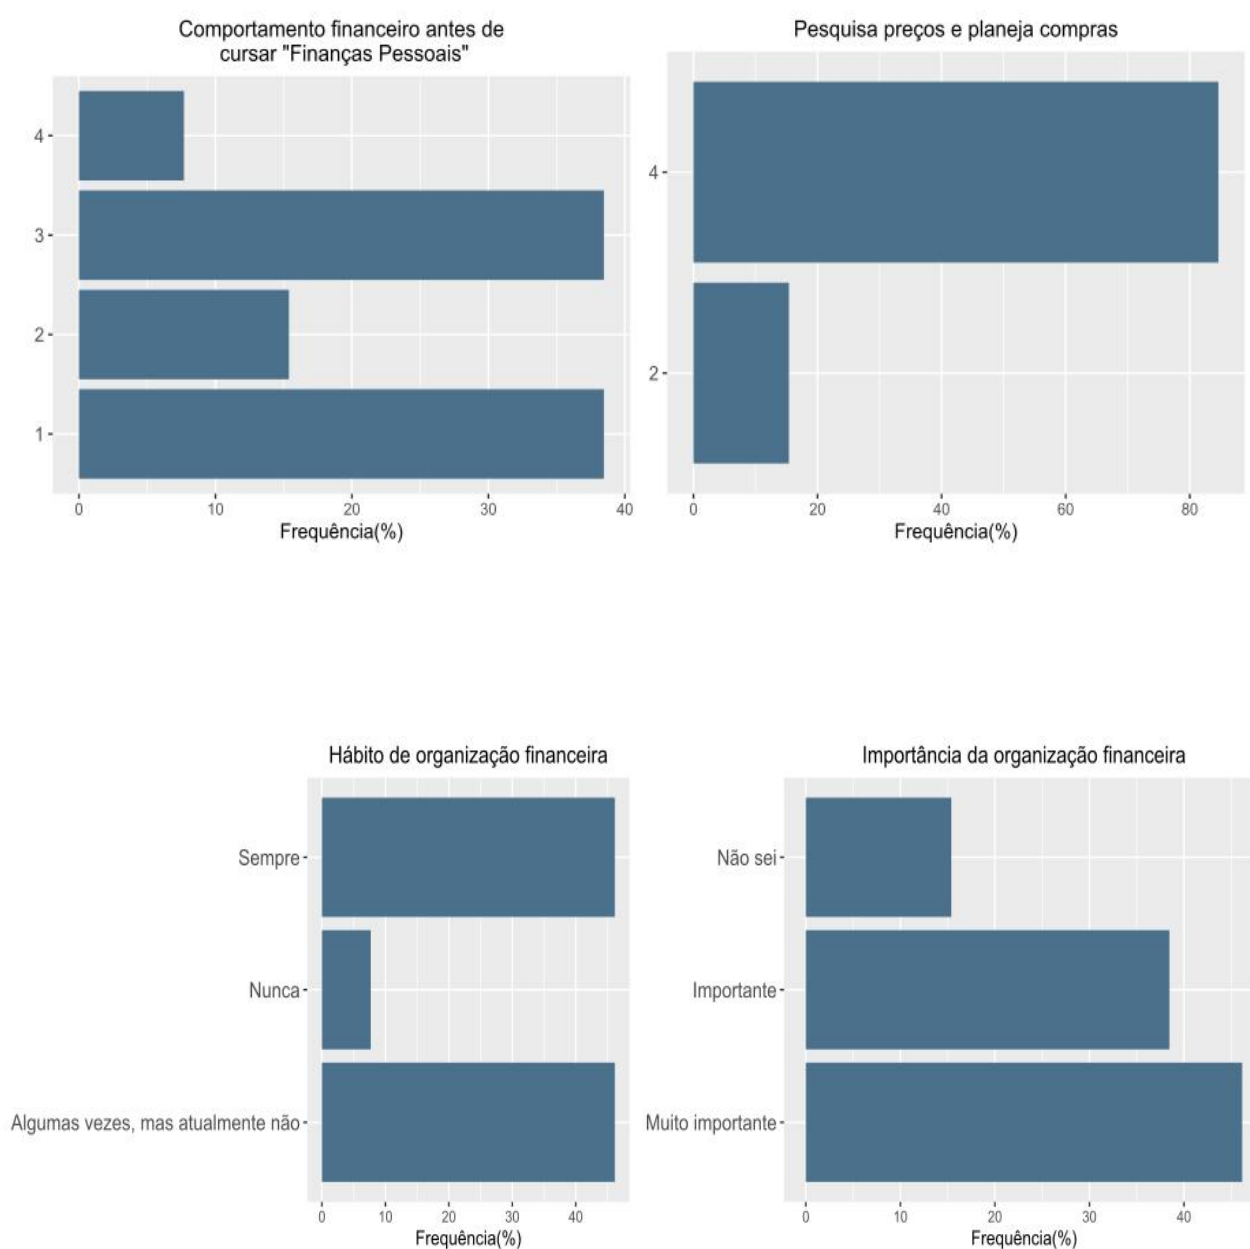 Comportamento financeiro antes de
cursar "Finanças Pessoais"
4
3
2
1
0 10 20 30 40
Frequência(%)
Pesquisa preços e planeja compras
4
2
0 20 40 60 80
Frequência(%)
Hábito de organização financeira
Sempre
Nunca
Algumas vezes, mas atualmente não
0 10 20 30 40
Frequência(%)
Importância da organização financeira
Não sei
Importante
Muito importante
0 10 20 30 40
Frequência(%)